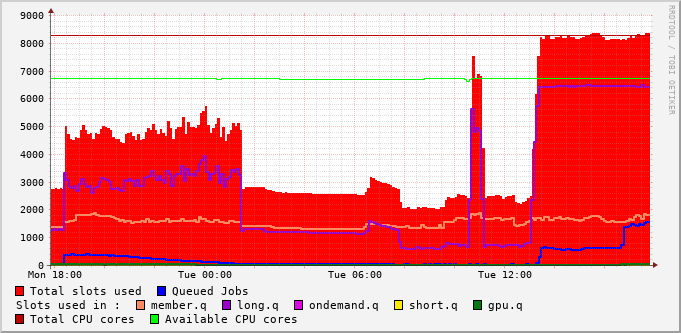 9000
8000
7000
6000
5000
4000
3000
2000
1000
0
Mon 18:00 Tue 00:00 Tue 06:00 Tue 12:00
RRDTOOL / TOBI OETIKER
Total slots used Queued Jobs
Slots used in : member.q long.q ondemand.q short.q gpu.q
Total CPU cores Available CPU cores